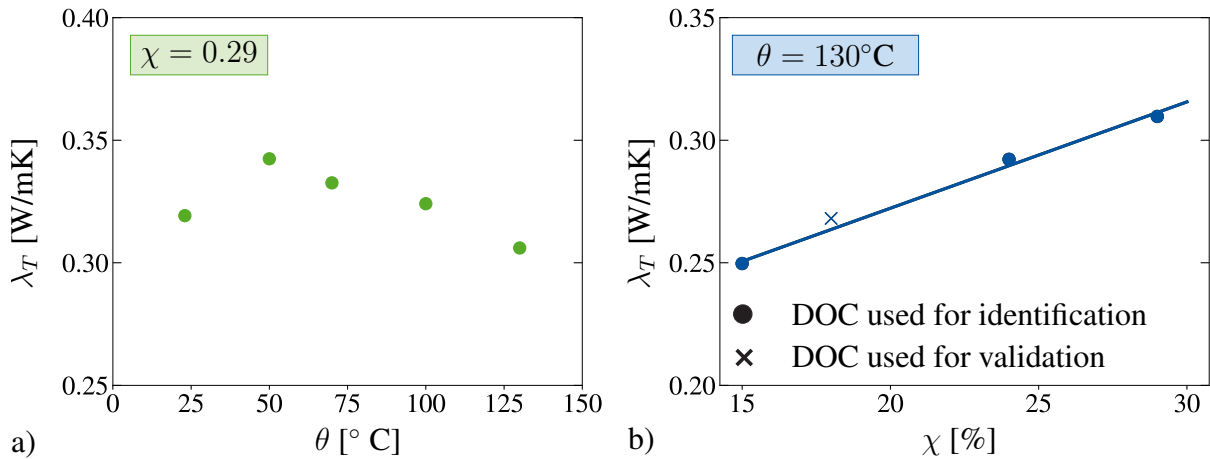 0.40
0.35
0.30
0.25
λ_T [W/mK]
χ = 0.29
0 25 50 75 100 125 150
θ [° C]
a)
0.35
0.30
0.25
0.20
λ_T [W/mK]
θ = 130°C
DOC used for identification
DOC used for validation
15 20 25 30
χ [%]
b)